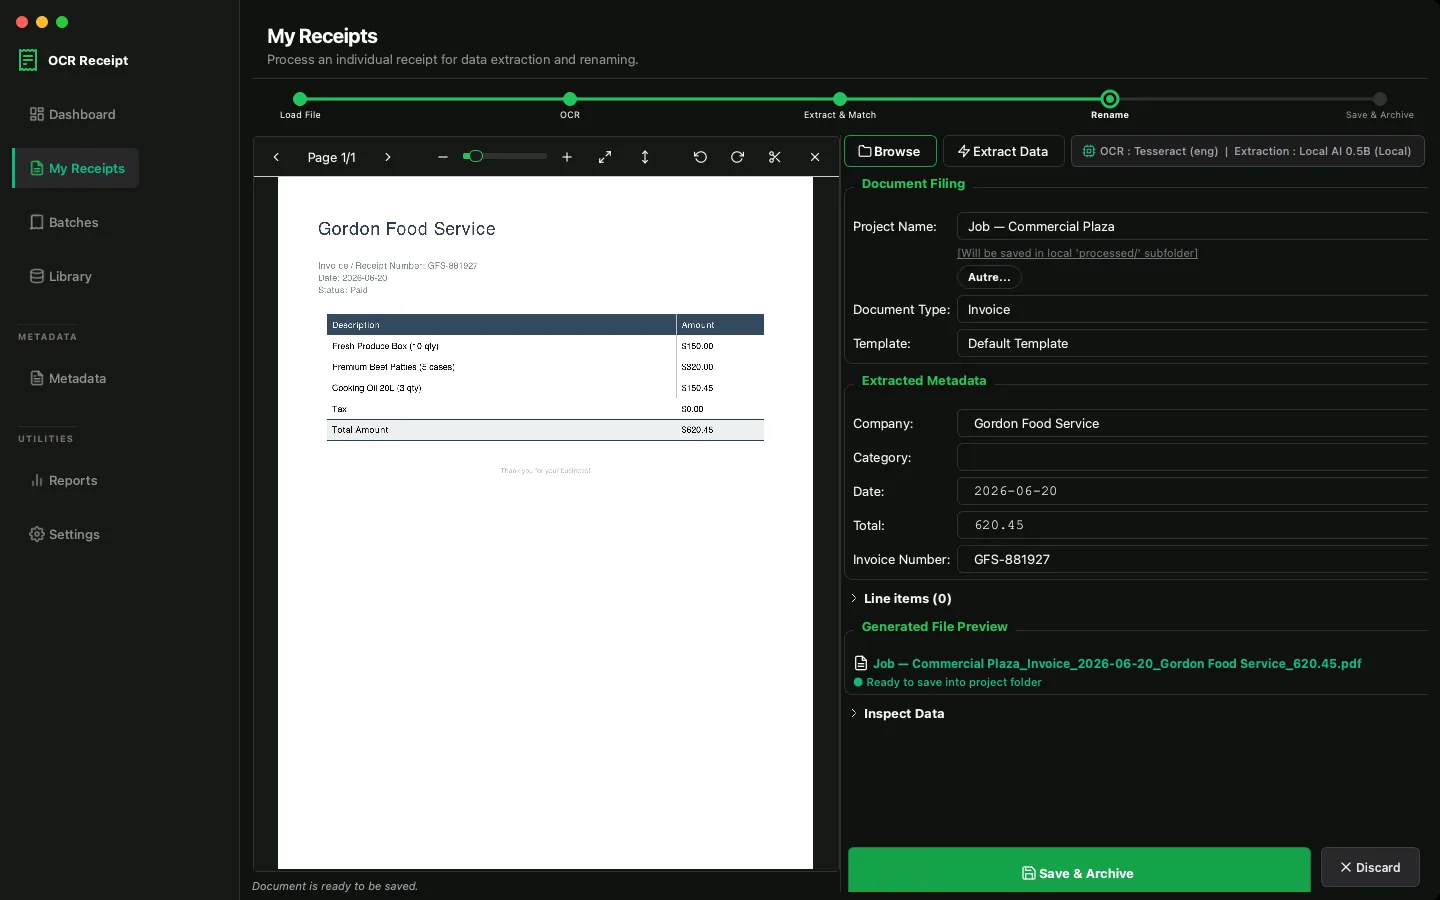 OCR Receipt
Dashboard
My Receipts
Batches
Library
METADATA
Metadata
UTILITIES
Reports
Settings
My Receipts
Process an individual receipt for data extraction and renaming.
Load File
OCR
Extract & Match
Rename
Save & Archive
Page 1/1
Gordon Food Service
Invoice / Receipt Number: GFS-881927
Date: 2026-06-20
Status: Paid
Description Amount
Fresh Produce Box (10 qty) $150.00
Premium Beef Patties (5 cases) $320.00
Cooking Oil 20L (3 qty) $150.45
Tax $0.00
Total Amount $620.45
Thank you for your business!
Document is ready to be saved.
Browse
Extract Data
OCR : Tesseract (eng) | Extraction : Local AI 0.5B (Local)
Document Filing
Project Name: Job — Commercial Plaza
[Will be saved in local 'processed/' subfolder]
Autre...
Document Type: Invoice
Template: Default Template
Extracted Metadata
Company: Gordon Food Service
Category:
Date: 2026-06-20
Total: 620.45
Invoice Number: GFS-881927
Line items (0)
Generated File Preview
Job — Commercial Plaza_Invoice_2026-06-20_Gordon Food Service_620.45.pdf
Ready to save into project folder
Inspect Data
Save & Archive
Discard